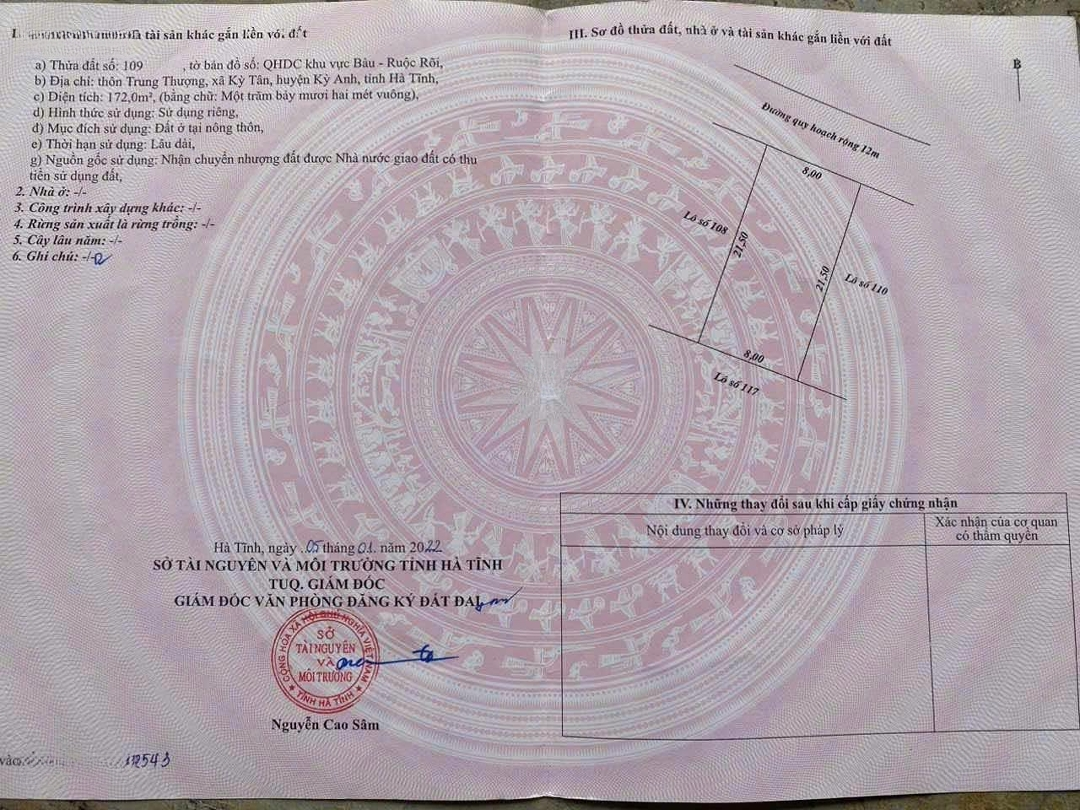 tài sản khác gắn liền với đất
a) Thửa đất số: 109 , tờ bản đồ số: QHDC khu vực Bàu - Ruộc Rõi,
b) Địa chỉ: thôn Trung Thượng, xã Kỳ Tân, huyện Kỳ Anh, tỉnh Hà Tĩnh,
c) Diện tích: 172,0m², (bằng chữ: Một trăm bảy mươi hai mét vuông),
d) Hình thức sử dụng: Sử dụng riêng,
đ) Mục đích sử dụng: Đất ở tại nông thôn,
e) Thời hạn sử dụng: Lâu dài,
g) Nguồn gốc sử dụng: Nhận chuyển nhượng đất được Nhà nước giao đất có thu
tiền sử dụng đất,
2. Nhà ở: -/-
3. Công trình xây dựng khác: -/-
4. Rừng sản xuất là rừng trồng: -/-
5. Cây lâu năm: -/-
6. Ghi chú: -/-
Hà Tĩnh, ngày 05 tháng 01 năm 2022
SỞ TÀI NGUYÊN VÀ MÔI TRƯỜNG TỈNH HÀ TĨNH
TUQ. GIÁM ĐỐC
GIÁM ĐỐC VĂN PHÒNG ĐĂNG KÝ ĐẤT ĐAI
CỘNG HÒA XÃ HỘI CHỦ NGHĨA VIỆT NAM
SỞ
TÀI NGUYÊN
VÀ
MÔI TRƯỜNG
★ TỈNH HÀ TĨNH ★
Nguyễn Cao Sâm
III. Sơ đồ thửa đất, nhà ở và tài sản khác gắn liền với đất
B
Đường quy hoạch rộng 12m
8,00
Lô số 108
21,50
21,50
Lô số 110
8,00
Lô số 117
IV. Những thay đổi sau khi cấp giấy chứng nhận
Nội dung thay đổi và cơ sở pháp lý
Xác nhận của cơ quan
có thẩm quyền